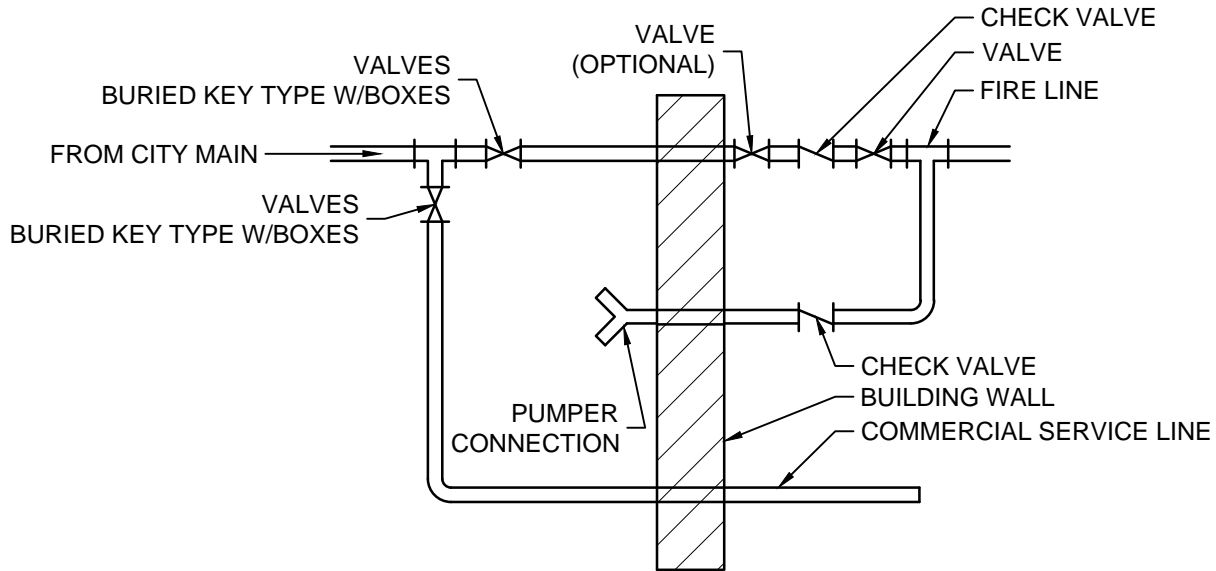 CHECK VALVE
VALVE
(OPTIONAL)
VALVE
VALVES
BURIED KEY TYPE W/BOXES
FIRE LINE
FROM CITY MAIN
VALVES
BURIED KEY TYPE W/BOXES
CHECK VALVE
BUILDING WALL
PUMPER
CONNECTION
COMMERCIAL SERVICE LINE